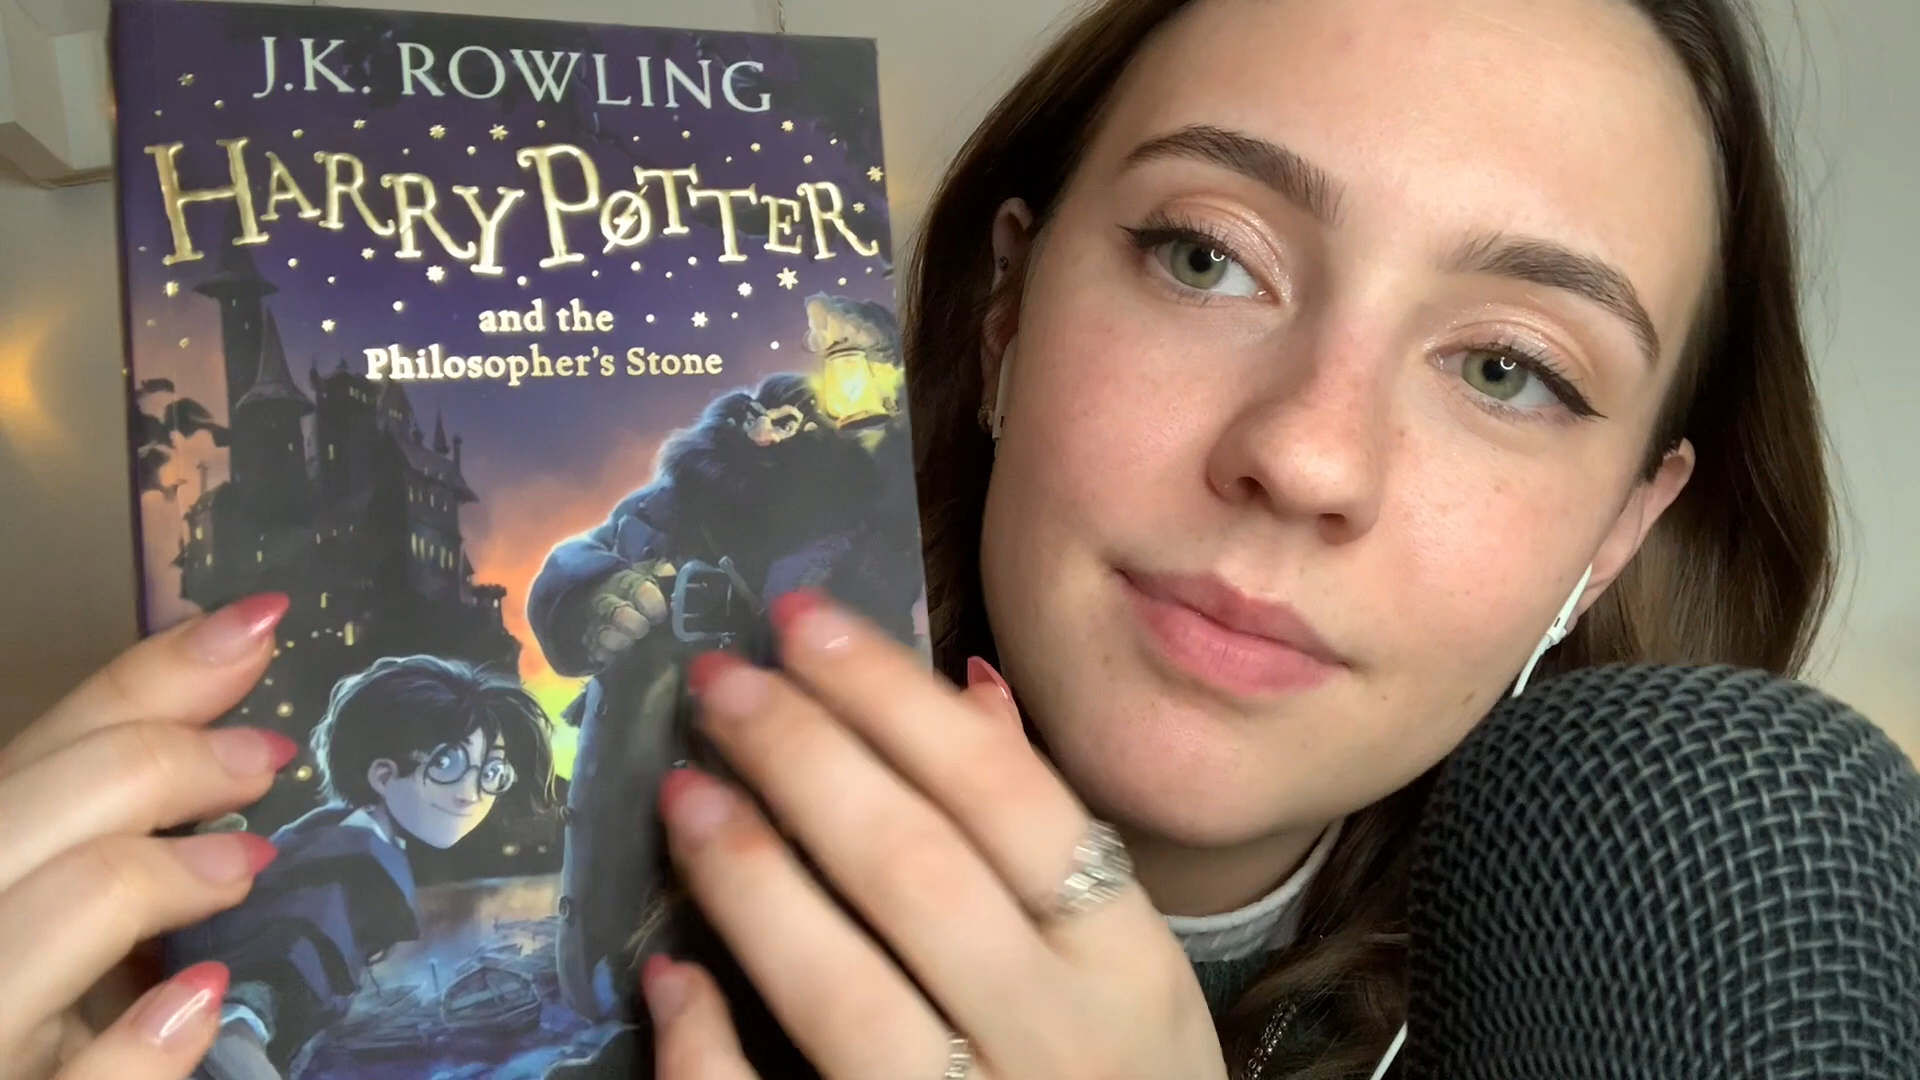 J.K. ROWLING
HARRY POTTER
and the
Philosopher's Stone